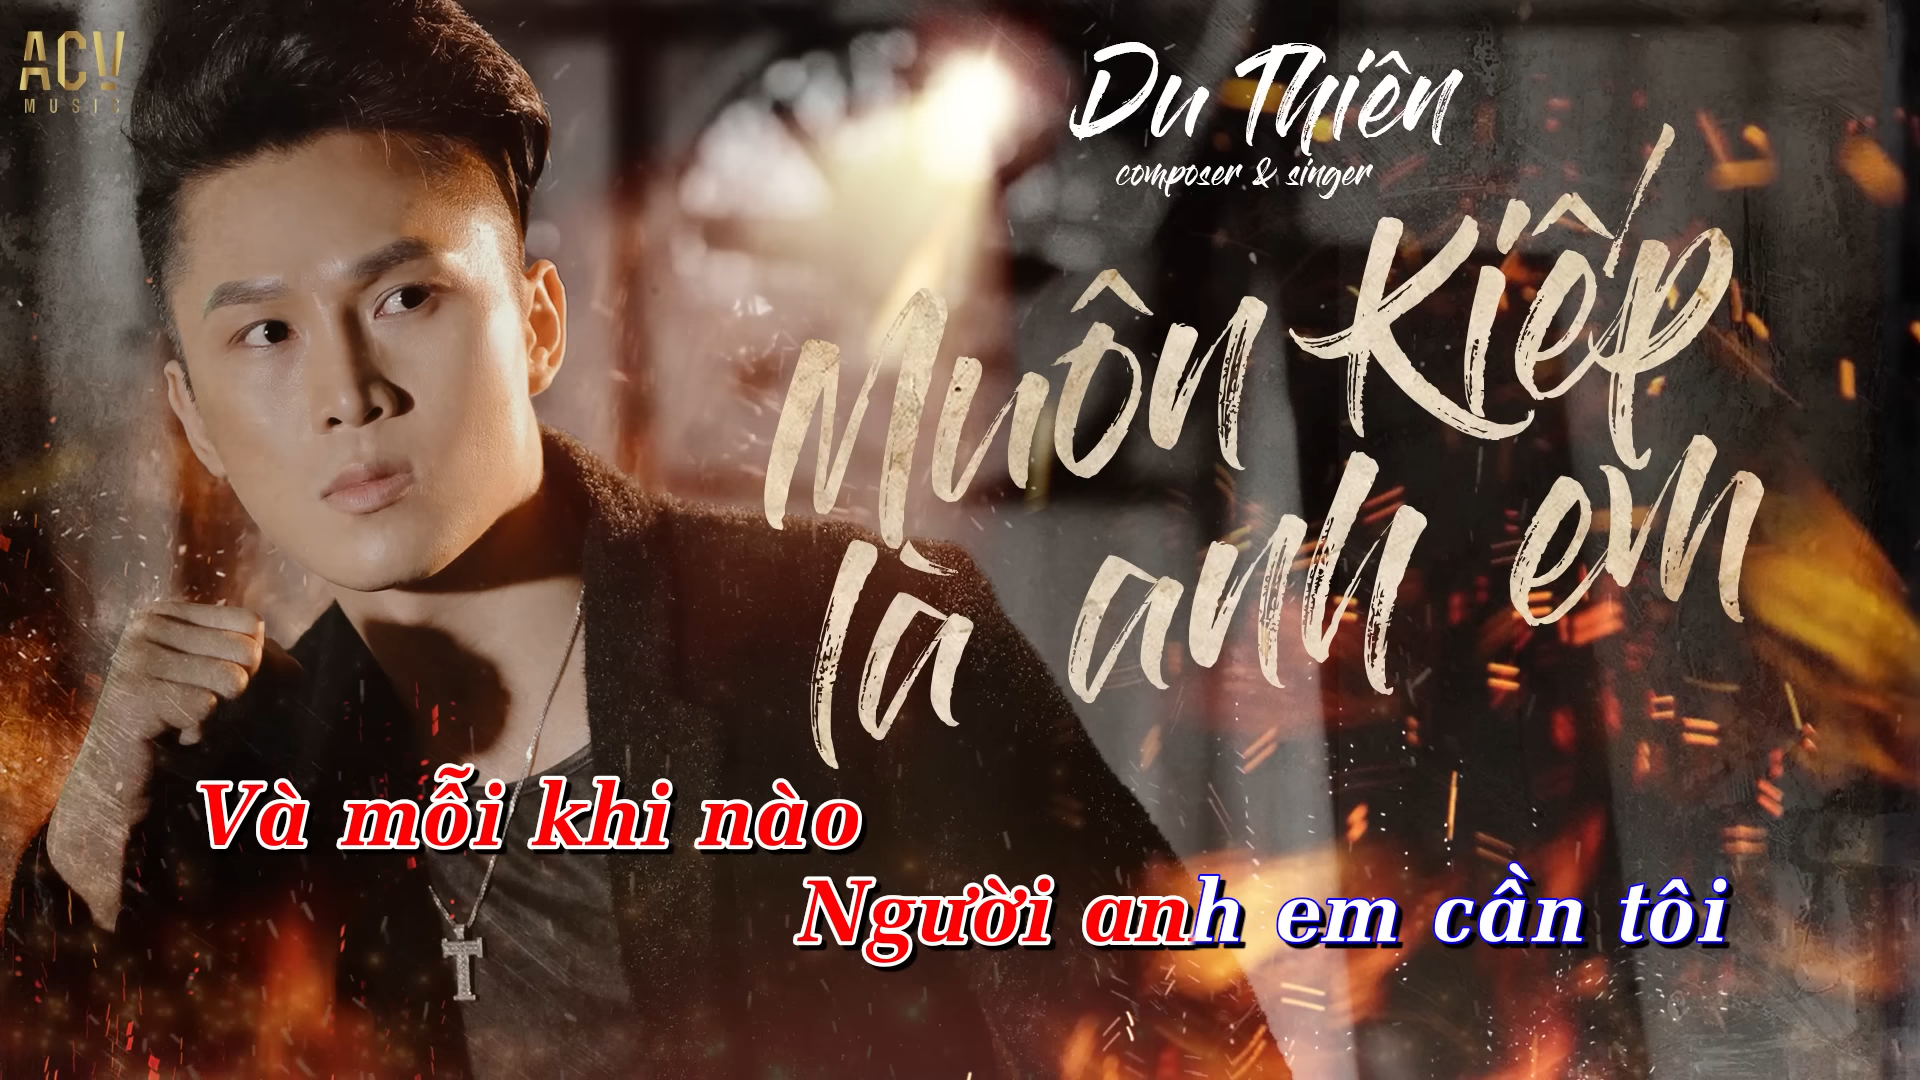 ACV
MUSIC
Du Thiên
composer & singer
Muôn Kiếp
là anh em
Và mỗi khi nào
Người anh em cần tôi
T